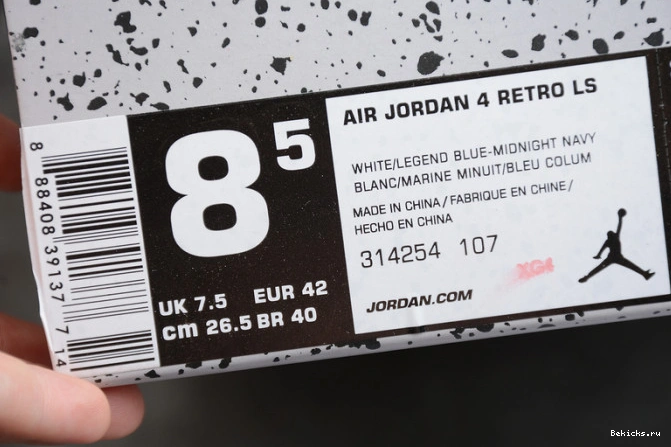 8 88408 39137 7 14
8 5
UK 7.5 EUR 42
cm 26.5 BR 40
AIR JORDAN 4 RETRO LS
WHITE/LEGEND BLUE-MIDNIGHT NAVY
BLANC/MARINE MINUIT/BLEU COLUM
MADE IN CHINA/FABRIQUE EN CHINE/
HECHO EN CHINA
314254 107
XG4
JORDAN.COM
Bekicks.ru